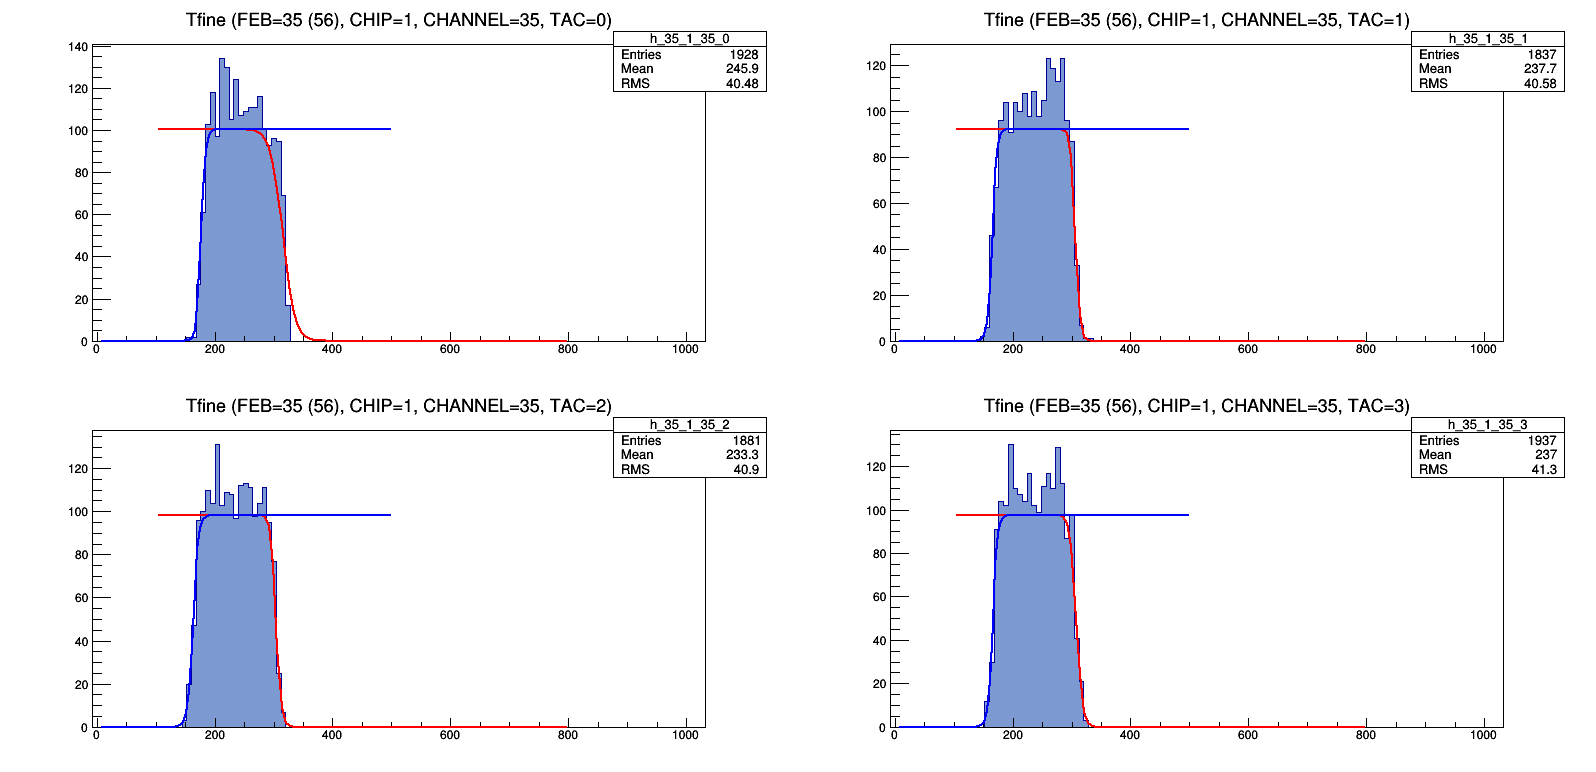 Tfine (FEB=35 (56), CHIP=1, CHANNEL=35, TAC=0)
h_35_1_35_0
Entries 1928
Mean 245.9
RMS 40.48
140
120
100
80
60
40
20
0
0 200 400 600 800 1000
Tfine (FEB=35 (56), CHIP=1, CHANNEL=35, TAC=1)
h_35_1_35_1
Entries 1837
Mean 237.7
RMS 40.58
120
100
80
60
40
20
0
0 200 400 600 800 1000
Tfine (FEB=35 (56), CHIP=1, CHANNEL=35, TAC=2)
h_35_1_35_2
Entries 1881
Mean 233.3
RMS 40.9
120
100
80
60
40
20
0
0 200 400 600 800 1000
Tfine (FEB=35 (56), CHIP=1, CHANNEL=35, TAC=3)
h_35_1_35_3
Entries 1937
Mean 237
RMS 41.3
120
100
80
60
40
20
0
0 200 400 600 800 1000